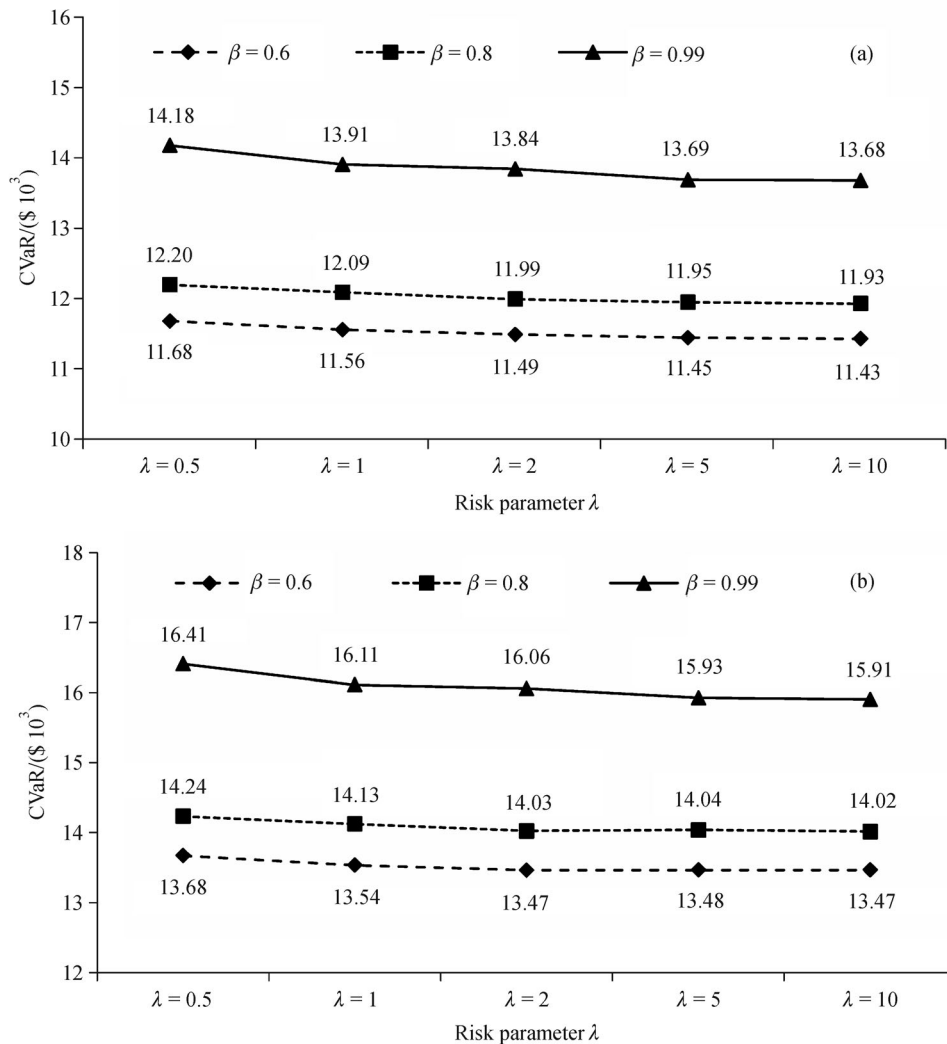 16
β = 0.6 β = 0.8 β = 0.99 (a)
15
14.18 13.91 13.84 13.69 13.68
14
CVaR/($ 10³)
13
12.20 12.09 11.99 11.95 11.93
12
11.68 11.56 11.49 11.45 11.43
11
10
λ = 0.5 λ = 1 λ = 2 λ = 5 λ = 10
Risk parameter λ
18
β = 0.6 β = 0.8 β = 0.99 (b)
17
16.41 16.11 16.06 15.93 15.91
16
CVaR/($ 10³)
15
14.24 14.13 14.03 14.04 14.02
14
13.68 13.54 13.47 13.48 13.47
13
12
λ = 0.5 λ = 1 λ = 2 λ = 5 λ = 10
Risk parameter λ